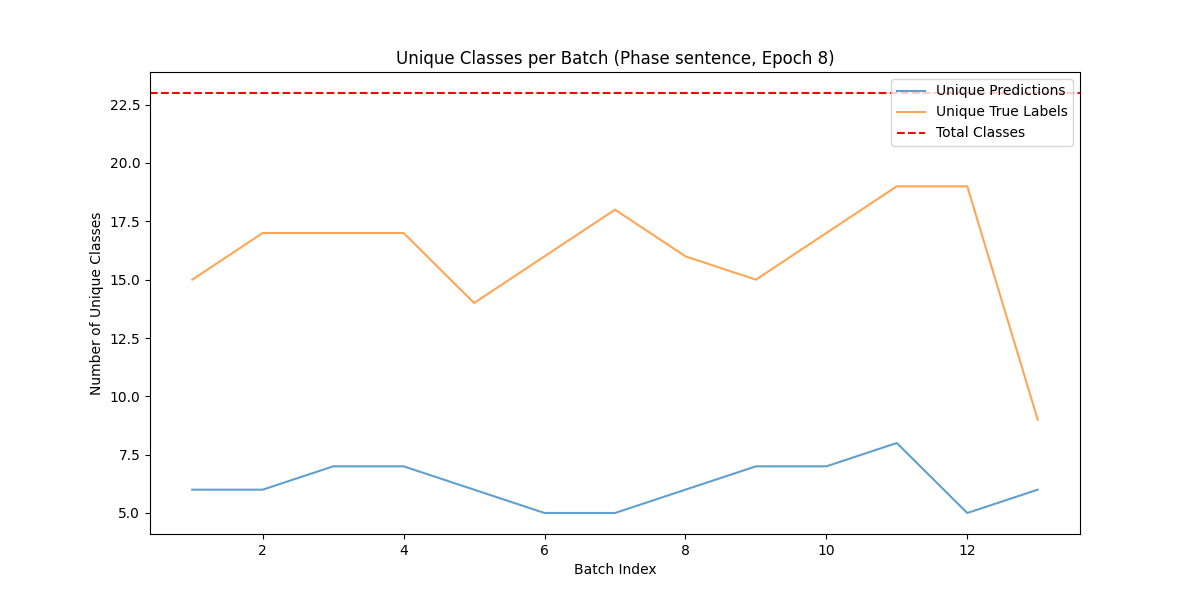 Unique Classes per Batch (Phase sentence, Epoch 8)
Unique Predictions
Unique True Labels
Total Classes
Number of Unique Classes
22.5
20.0
17.5
15.0
12.5
10.0
7.5
5.0
2 4 6 8 10 12
Batch Index